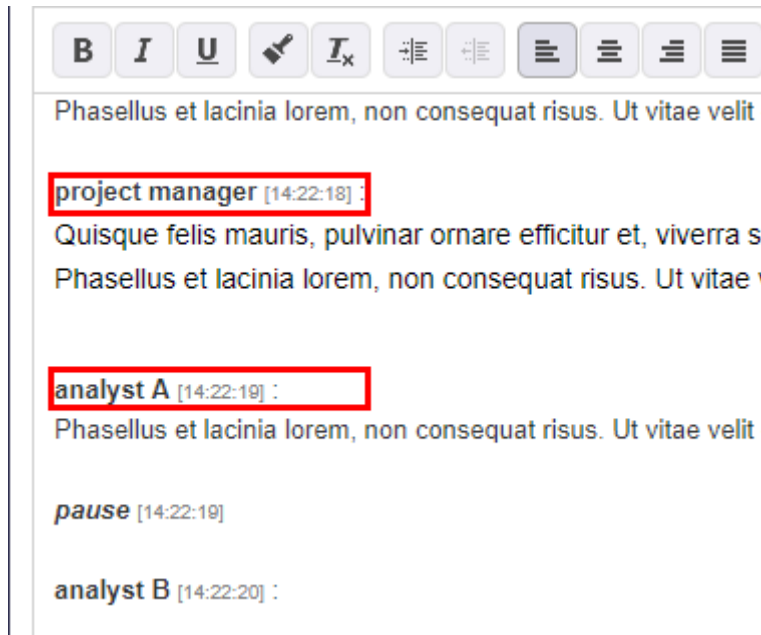 B I U Tx
Phasellus et lacinia lorem, non consequat risus. Ut vitae velit
project manager [14:22:18] :
Quisque felis mauris, pulvinar ornare efficitur et, viverra s
Phasellus et lacinia lorem, non consequat risus. Ut vitae
analyst A [14:22:19] :
Phasellus et lacinia lorem, non consequat risus. Ut vitae velit
pause [14:22:19]
analyst B [14:22:20] :